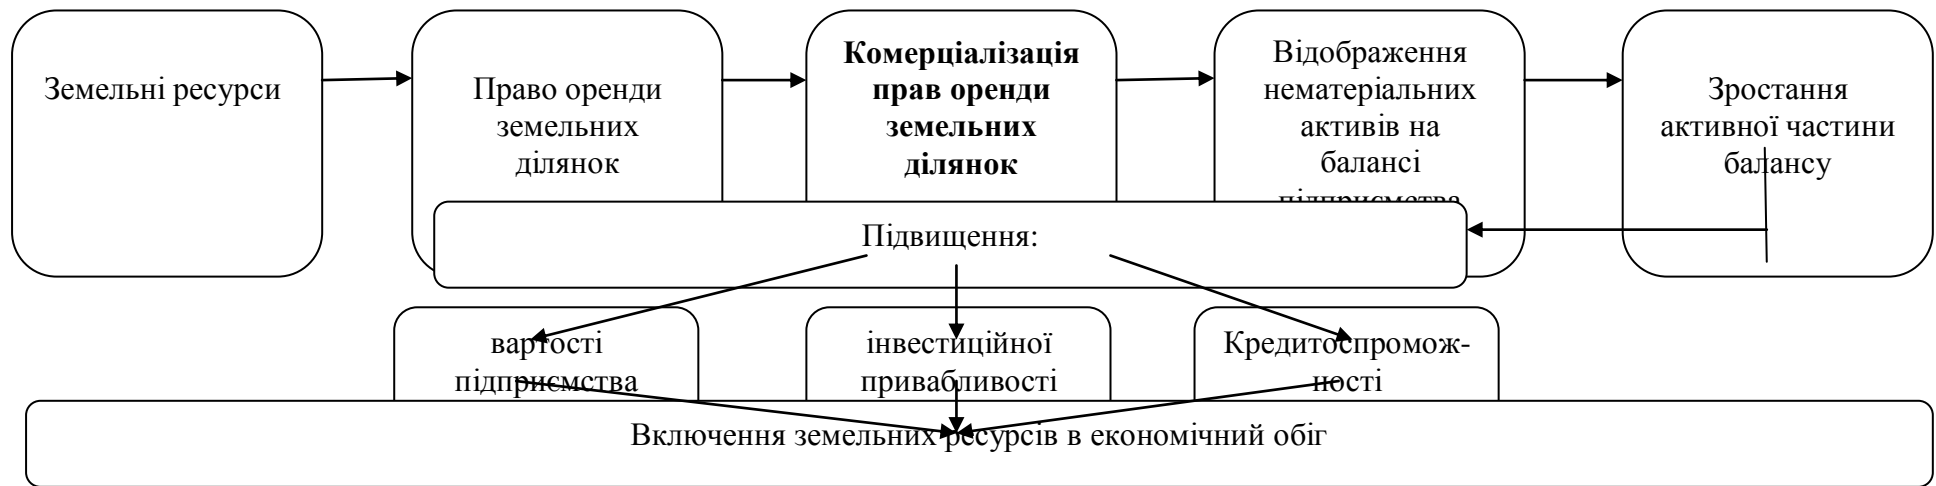 Земельні ресурси
Право оренди
земельних
ділянок
Комерціалізація
прав оренди
земельних
ділянок
Відображення
нематеріальних
активів на
балансі
підприємства
Зростання
активної частини
балансу
Підвищення:
вартості
підприємства
інвестиційної
привабливості
Кредитоспромож-
ності
Включення земельних ресурсів в економічний обіг